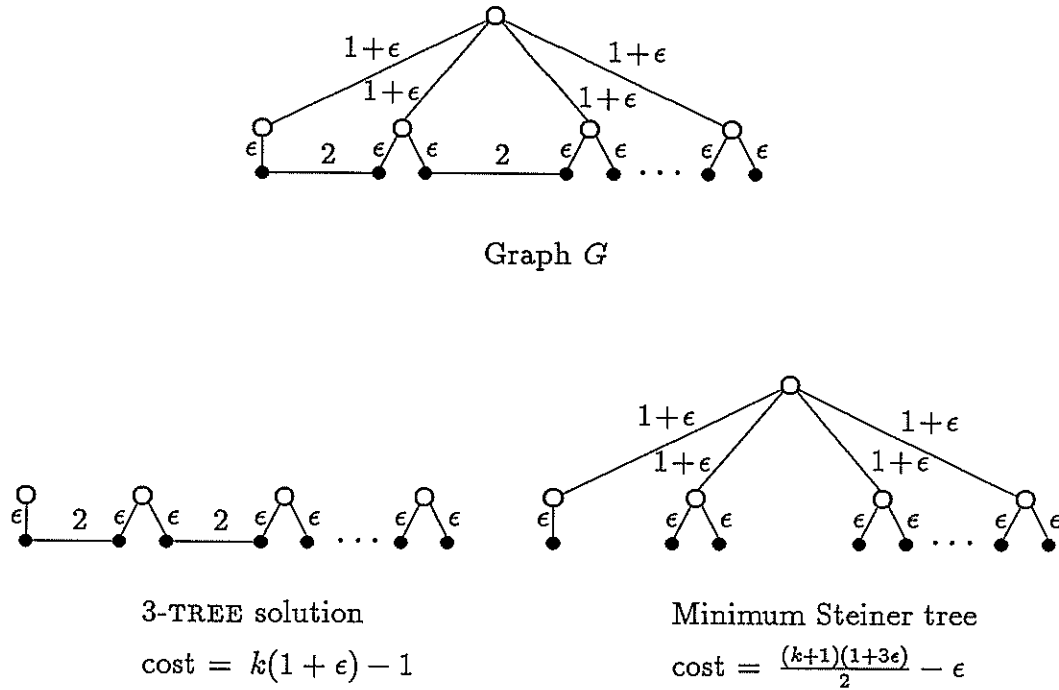 1+ϵ 1+ϵ
1+ϵ 1+ϵ
ϵ 2 ϵ ϵ 2 ϵ ϵ · · · ϵ ϵ
Graph G
1+ϵ 1+ϵ
1+ϵ 1+ϵ
ϵ 2 ϵ ϵ 2 ϵ ϵ · · · ϵ ϵ
ϵ ϵ ϵ ϵ ϵ · · · ϵ ϵ
3-TREE solution
cost = k(1 + ϵ) − 1
Minimum Steiner tree
cost = (k+1)(1+3ϵ)/2 − ϵ